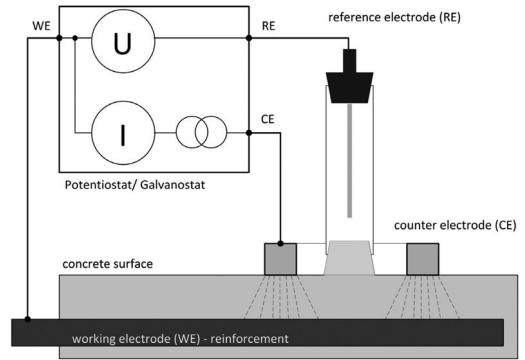 reference electrode (RE)
WE
RE
U
I
CE
Potentiostat/ Galvanostat
counter electrode (CE)
concrete surface
working electrode (WE) - reinforcement